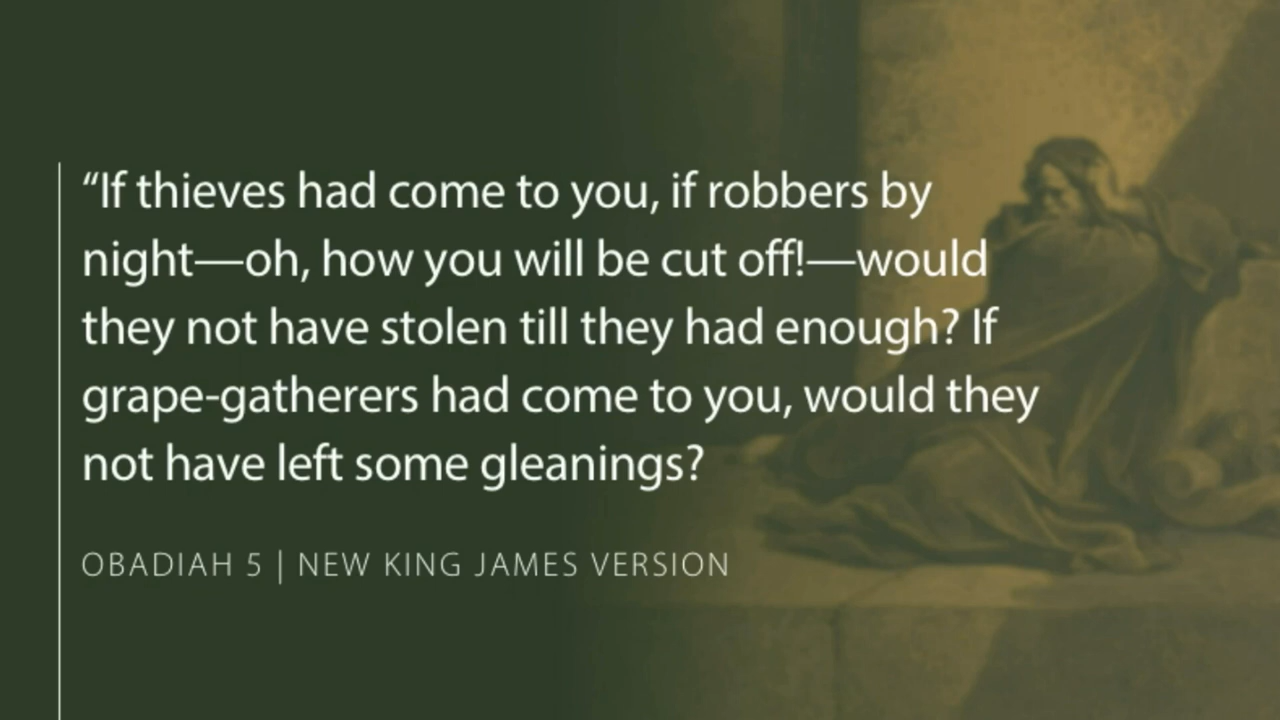 “If thieves had come to you, if robbers by
night—oh, how you will be cut off!—would
they not have stolen till they had enough? If
grape-gatherers had come to you, would they
not have left some gleanings?
OBADIAH 5 | NEW KING JAMES VERSION